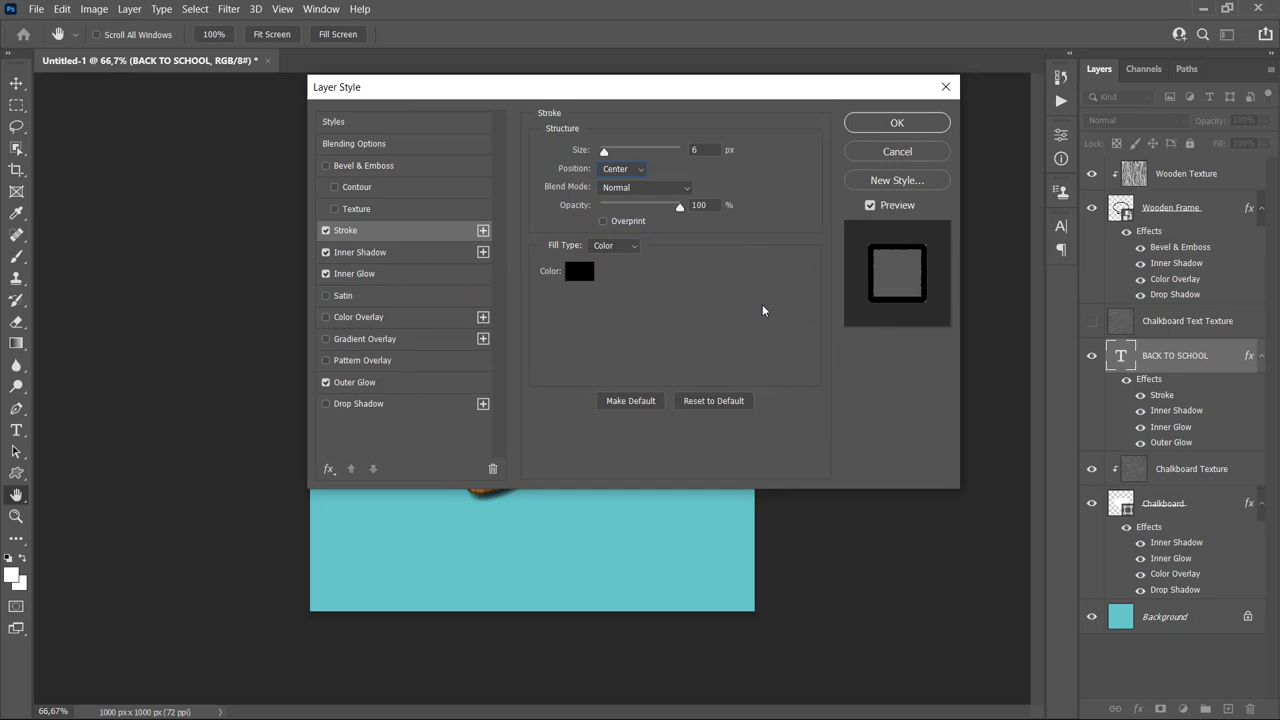 Ps File Edit Image Layer Type Select Filter 3D View Window Help
Scroll All Windows 100% Fit Screen Fill Screen
Untitled-1 @ 66,7% (BACK TO SCHOOL, RGB/8#) *
Layer Style
Styles
Blending Options
Bevel & Emboss
Contour
Texture
Stroke
Inner Shadow
Inner Glow
Satin
Color Overlay
Gradient Overlay
Pattern Overlay
Outer Glow
Drop Shadow
fx
Stroke
Structure
Size: 6 px
Position: Center
Blend Mode: Normal
Opacity: 100 %
Overprint
Fill Type: Color
Color:
Make Default Reset to Default
OK
Cancel
New Style...
Preview
Layers Channels Paths
Kind
Normal Opacity: 100%
Lock: Fill: 100%
Wooden Texture
Wooden Frame fx
Effects
Bevel & Emboss
Inner Shadow
Color Overlay
Drop Shadow
Chalkboard Text Texture
T BACK TO SCHOOL fx
Effects
Stroke
Inner Shadow
Inner Glow
Outer Glow
Chalkboard Texture
Chalkboard fx
Effects
Inner Shadow
Inner Glow
Color Overlay
Drop Shadow
Background
fx
66,67% 1000 px x 1000 px (72 ppi)